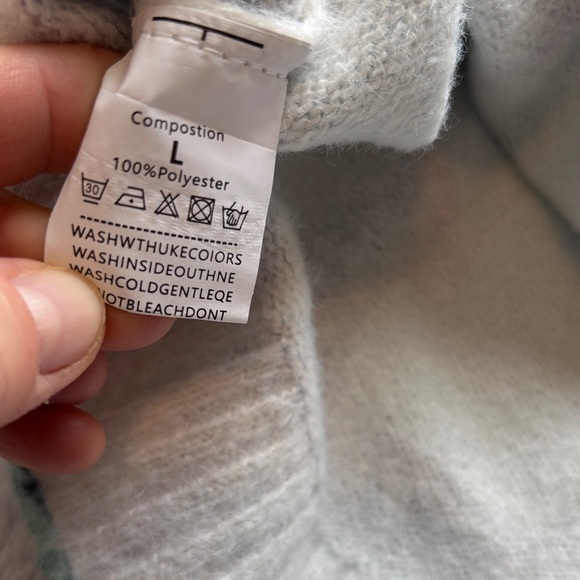 Compostion
L
100%Polyester
30
WASHWTHUKECOIORS
WASHINSIDEOUTHNE
WASHCOLDGENTLEQE
NOTBLEACHDONT